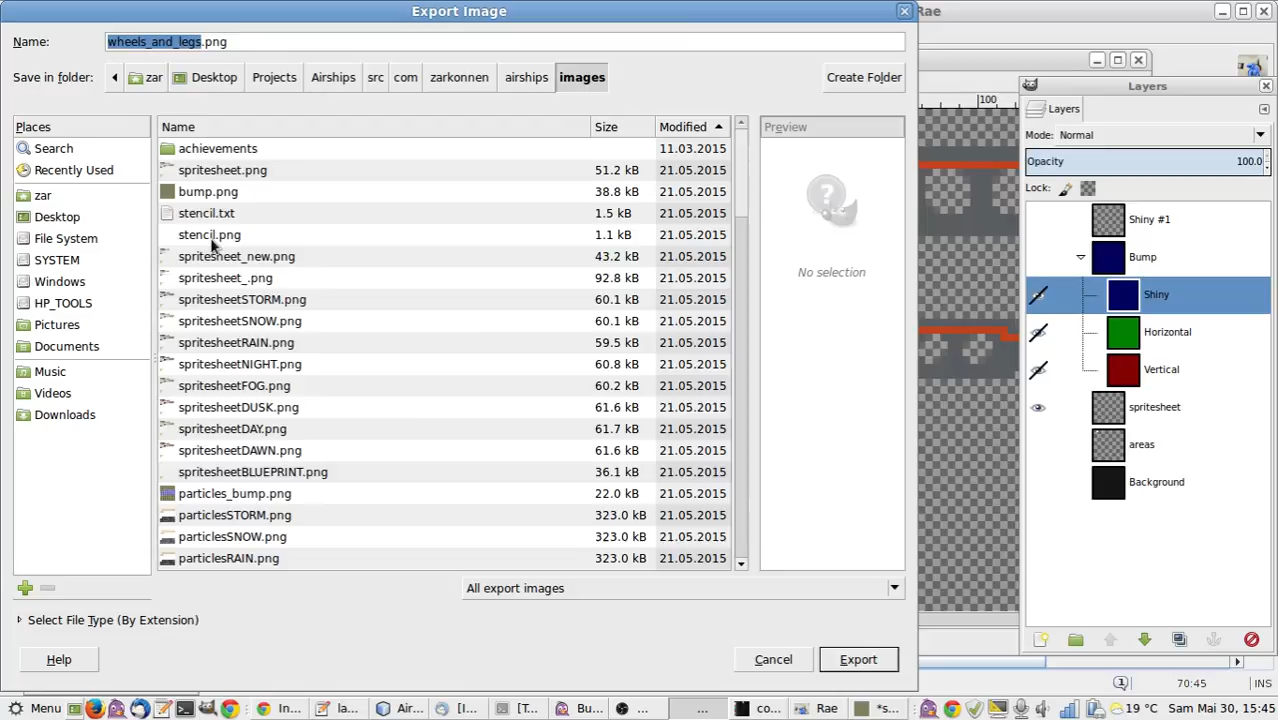 Export Image
Rae
Name: wheels_and_legs.png
Save in folder: zar Desktop Projects Airships src com zarkonnen airships images Create Folder
Places
Search
Recently Used
zar
Desktop
File System
SYSTEM
Windows
HP_TOOLS
Pictures
Documents
Music
Videos
Downloads
Name Size Modified
achievements 11.03.2015
spritesheet.png 51.2 kB 21.05.2015
bump.png 38.8 kB 21.05.2015
stencil.txt 1.5 kB 21.05.2015
stencil.png 1.1 kB 21.05.2015
spritesheet_new.png 43.2 kB 21.05.2015
spritesheet_.png 92.8 kB 21.05.2015
spritesheetSTORM.png 60.1 kB 21.05.2015
spritesheetSNOW.png 60.1 kB 21.05.2015
spritesheetRAIN.png 59.5 kB 21.05.2015
spritesheetNIGHT.png 60.8 kB 21.05.2015
spritesheetFOG.png 60.2 kB 21.05.2015
spritesheetDUSK.png 61.6 kB 21.05.2015
spritesheetDAY.png 61.7 kB 21.05.2015
spritesheetDAWN.png 61.6 kB 21.05.2015
spritesheetBLUEPRINT.png 36.1 kB 21.05.2015
particles_bump.png 22.0 kB 21.05.2015
particlesSTORM.png 323.0 kB 21.05.2015
particlesSNOW.png 323.0 kB 21.05.2015
particlesRAIN.png 323.0 kB 21.05.2015
Preview
No selection
All export images
Select File Type (By Extension)
Help Cancel Export
100
Layers
Layers
Mode: Normal
Opacity 100.0
Lock:
Shiny #1
Bump
Shiny
Horizontal
Vertical
spritesheet
areas
Background
70:45 INS
Menu In... la... Air... [I... [T... Bu... ... ... co... Rae *s... 19 °C Sam Mai 30, 15:45